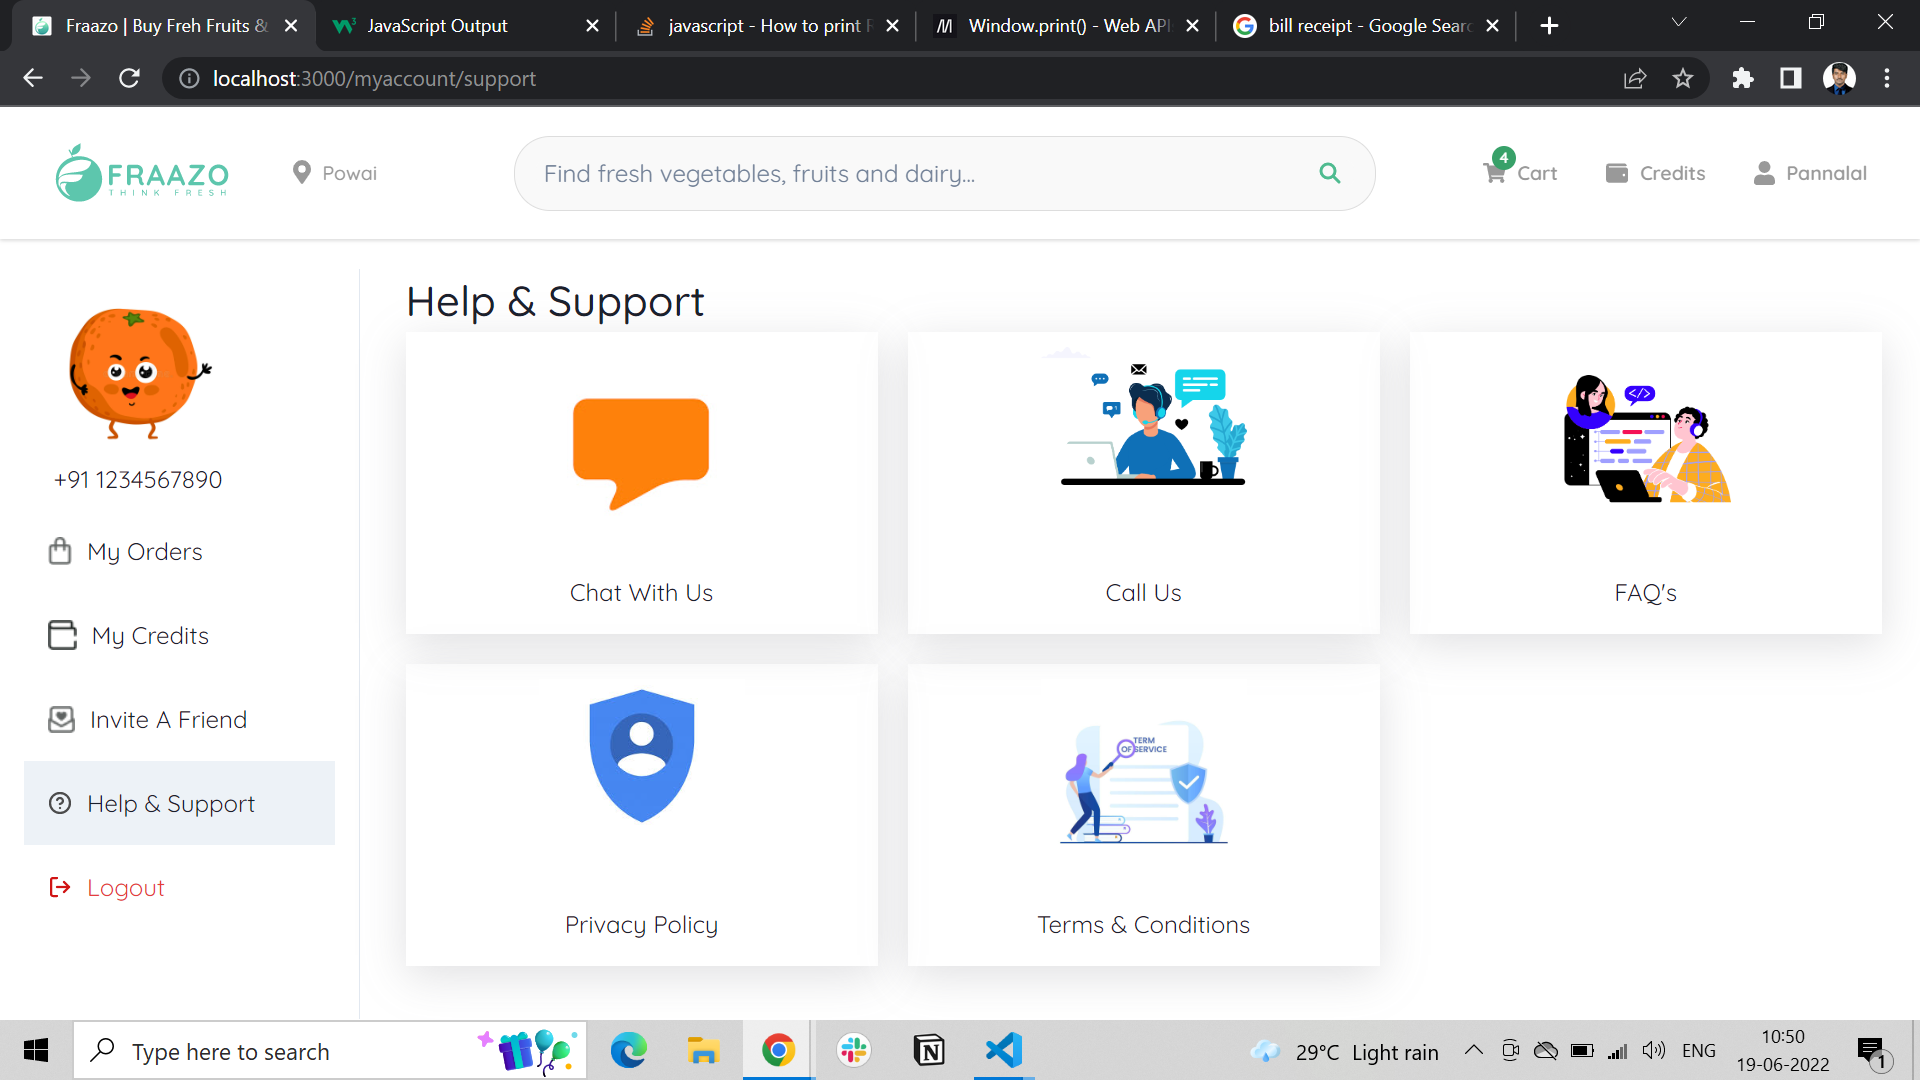 Fraazo | Buy Freh Fruits &
JavaScript Output
javascript - How to print
Window.print() - Web API
bill receipt - Google Searc
localhost:3000/myaccount/support
FRAAZO
THINK FRESH
Powai
Find fresh vegetables, fruits and dairy...
4
Cart
Credits
Pannalal
+91 1234567890
My Orders
My Credits
Invite A Friend
Help & Support
Logout
Help & Support
Chat With Us
Call Us
</>
FAQ's
Privacy Policy
TERM
OF SERVICE
Terms & Conditions
Type here to search
29°C Light rain
ENG
10:50
19-06-2022
1